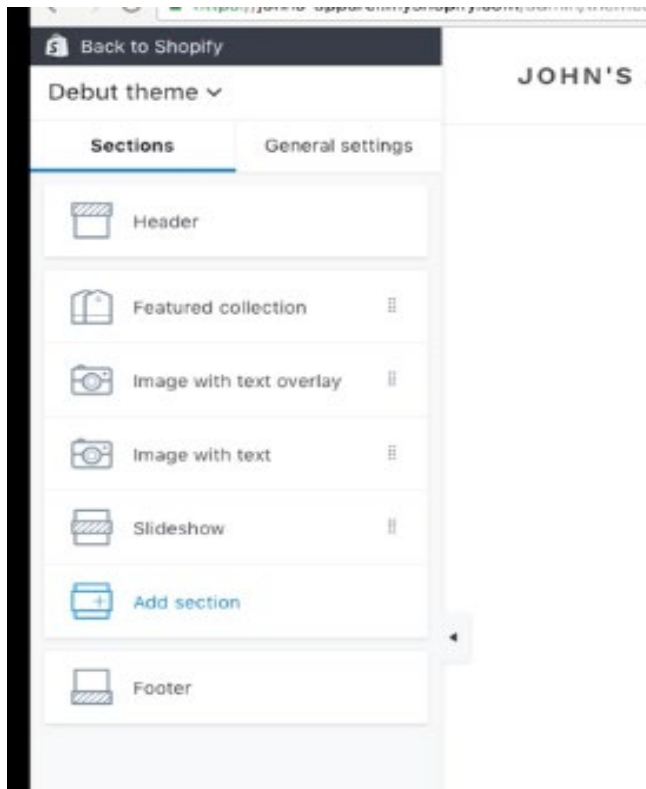 Back to Shopify
JOHN'S
Debut theme
Sections General settings
Header
Featured collection
Image with text overlay
Image with text
Slideshow
Add section
Footer